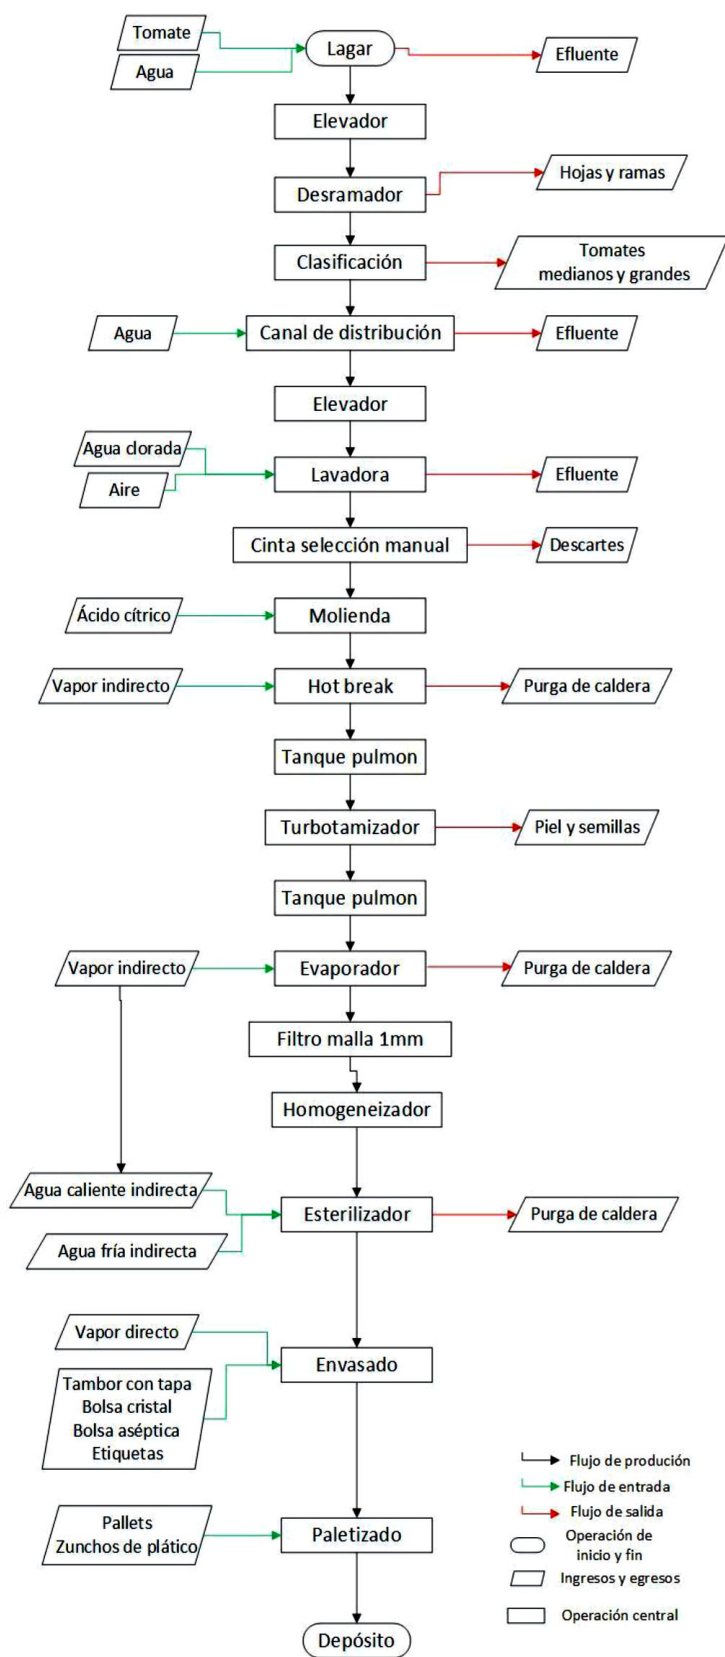 Tomate
Agua
Lagar
Efluente
Elevador
Desramador
Hojas y ramas
Clasificación
Tomates
medianos y grandes
Agua
Canal de distribución
Efluente
Elevador
Agua clorada
Aire
Lavadora
Efluente
Cinta selección manual
Descartes
Ácido cítrico
Molienda
Vapor indirecto
Hot break
Purga de caldera
Tanque pulmon
Turbotamizador
Piel y semillas
Tanque pulmon
Vapor indirecto
Evaporador
Purga de caldera
Filtro malla 1mm
Homogeneizador
Agua caliente indirecta
Agua fría indirecta
Esterilizador
Purga de caldera
Vapor directo
Tambor con tapa
Bolsa cristal
Bolsa aséptica
Etiquetas
Envasado
Pallets
Zunchos de plático
Paletizado
Depósito
Flujo de produción
Flujo de entrada
Flujo de salida
Operación de
inicio y fin
Ingresos y egresos
Operación central